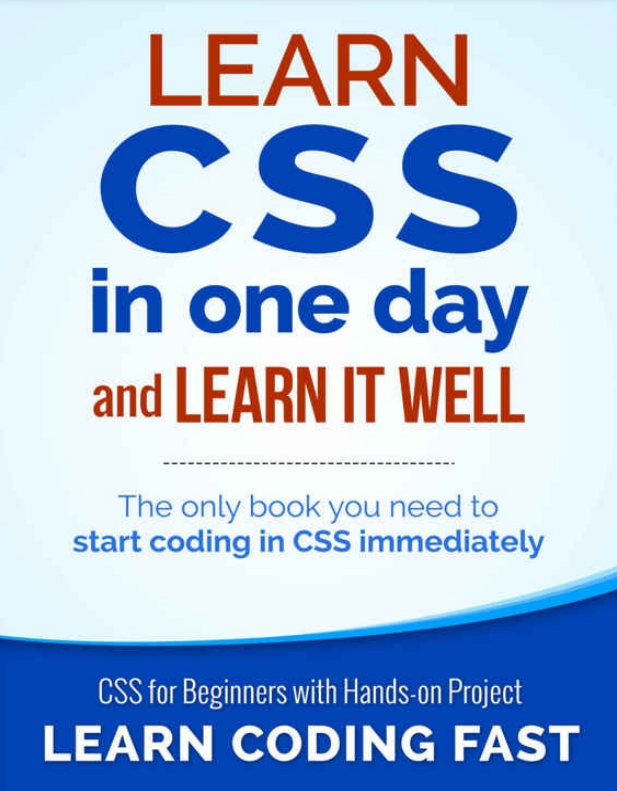 LEARN
CSS
in one day
and LEARN IT WELL
The only book you need to
start coding in CSS immediately
CSS for Beginners with Hands-on Project
LEARN CODING FAST